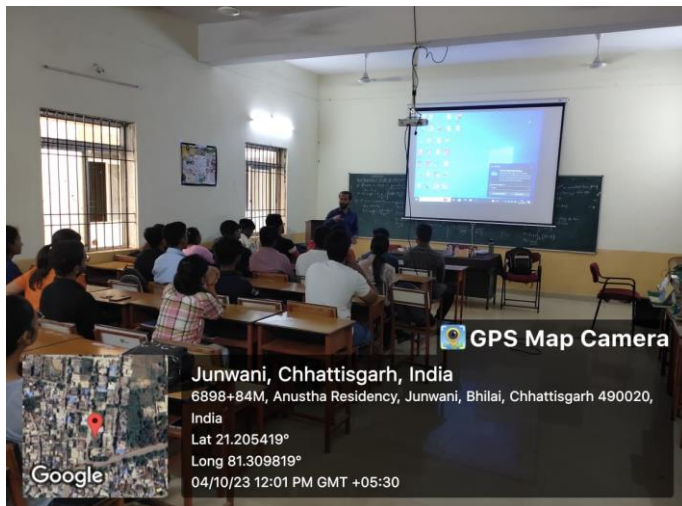 GPS Map Camera
Junwani, Chhattisgarh, India
6898+84M, Anustha Residency, Junwani, Bhilai, Chhattisgarh 490020,
India
Lat 21.205419°
Long 81.309819°
04/10/23 12:01 PM GMT +05:30
Google